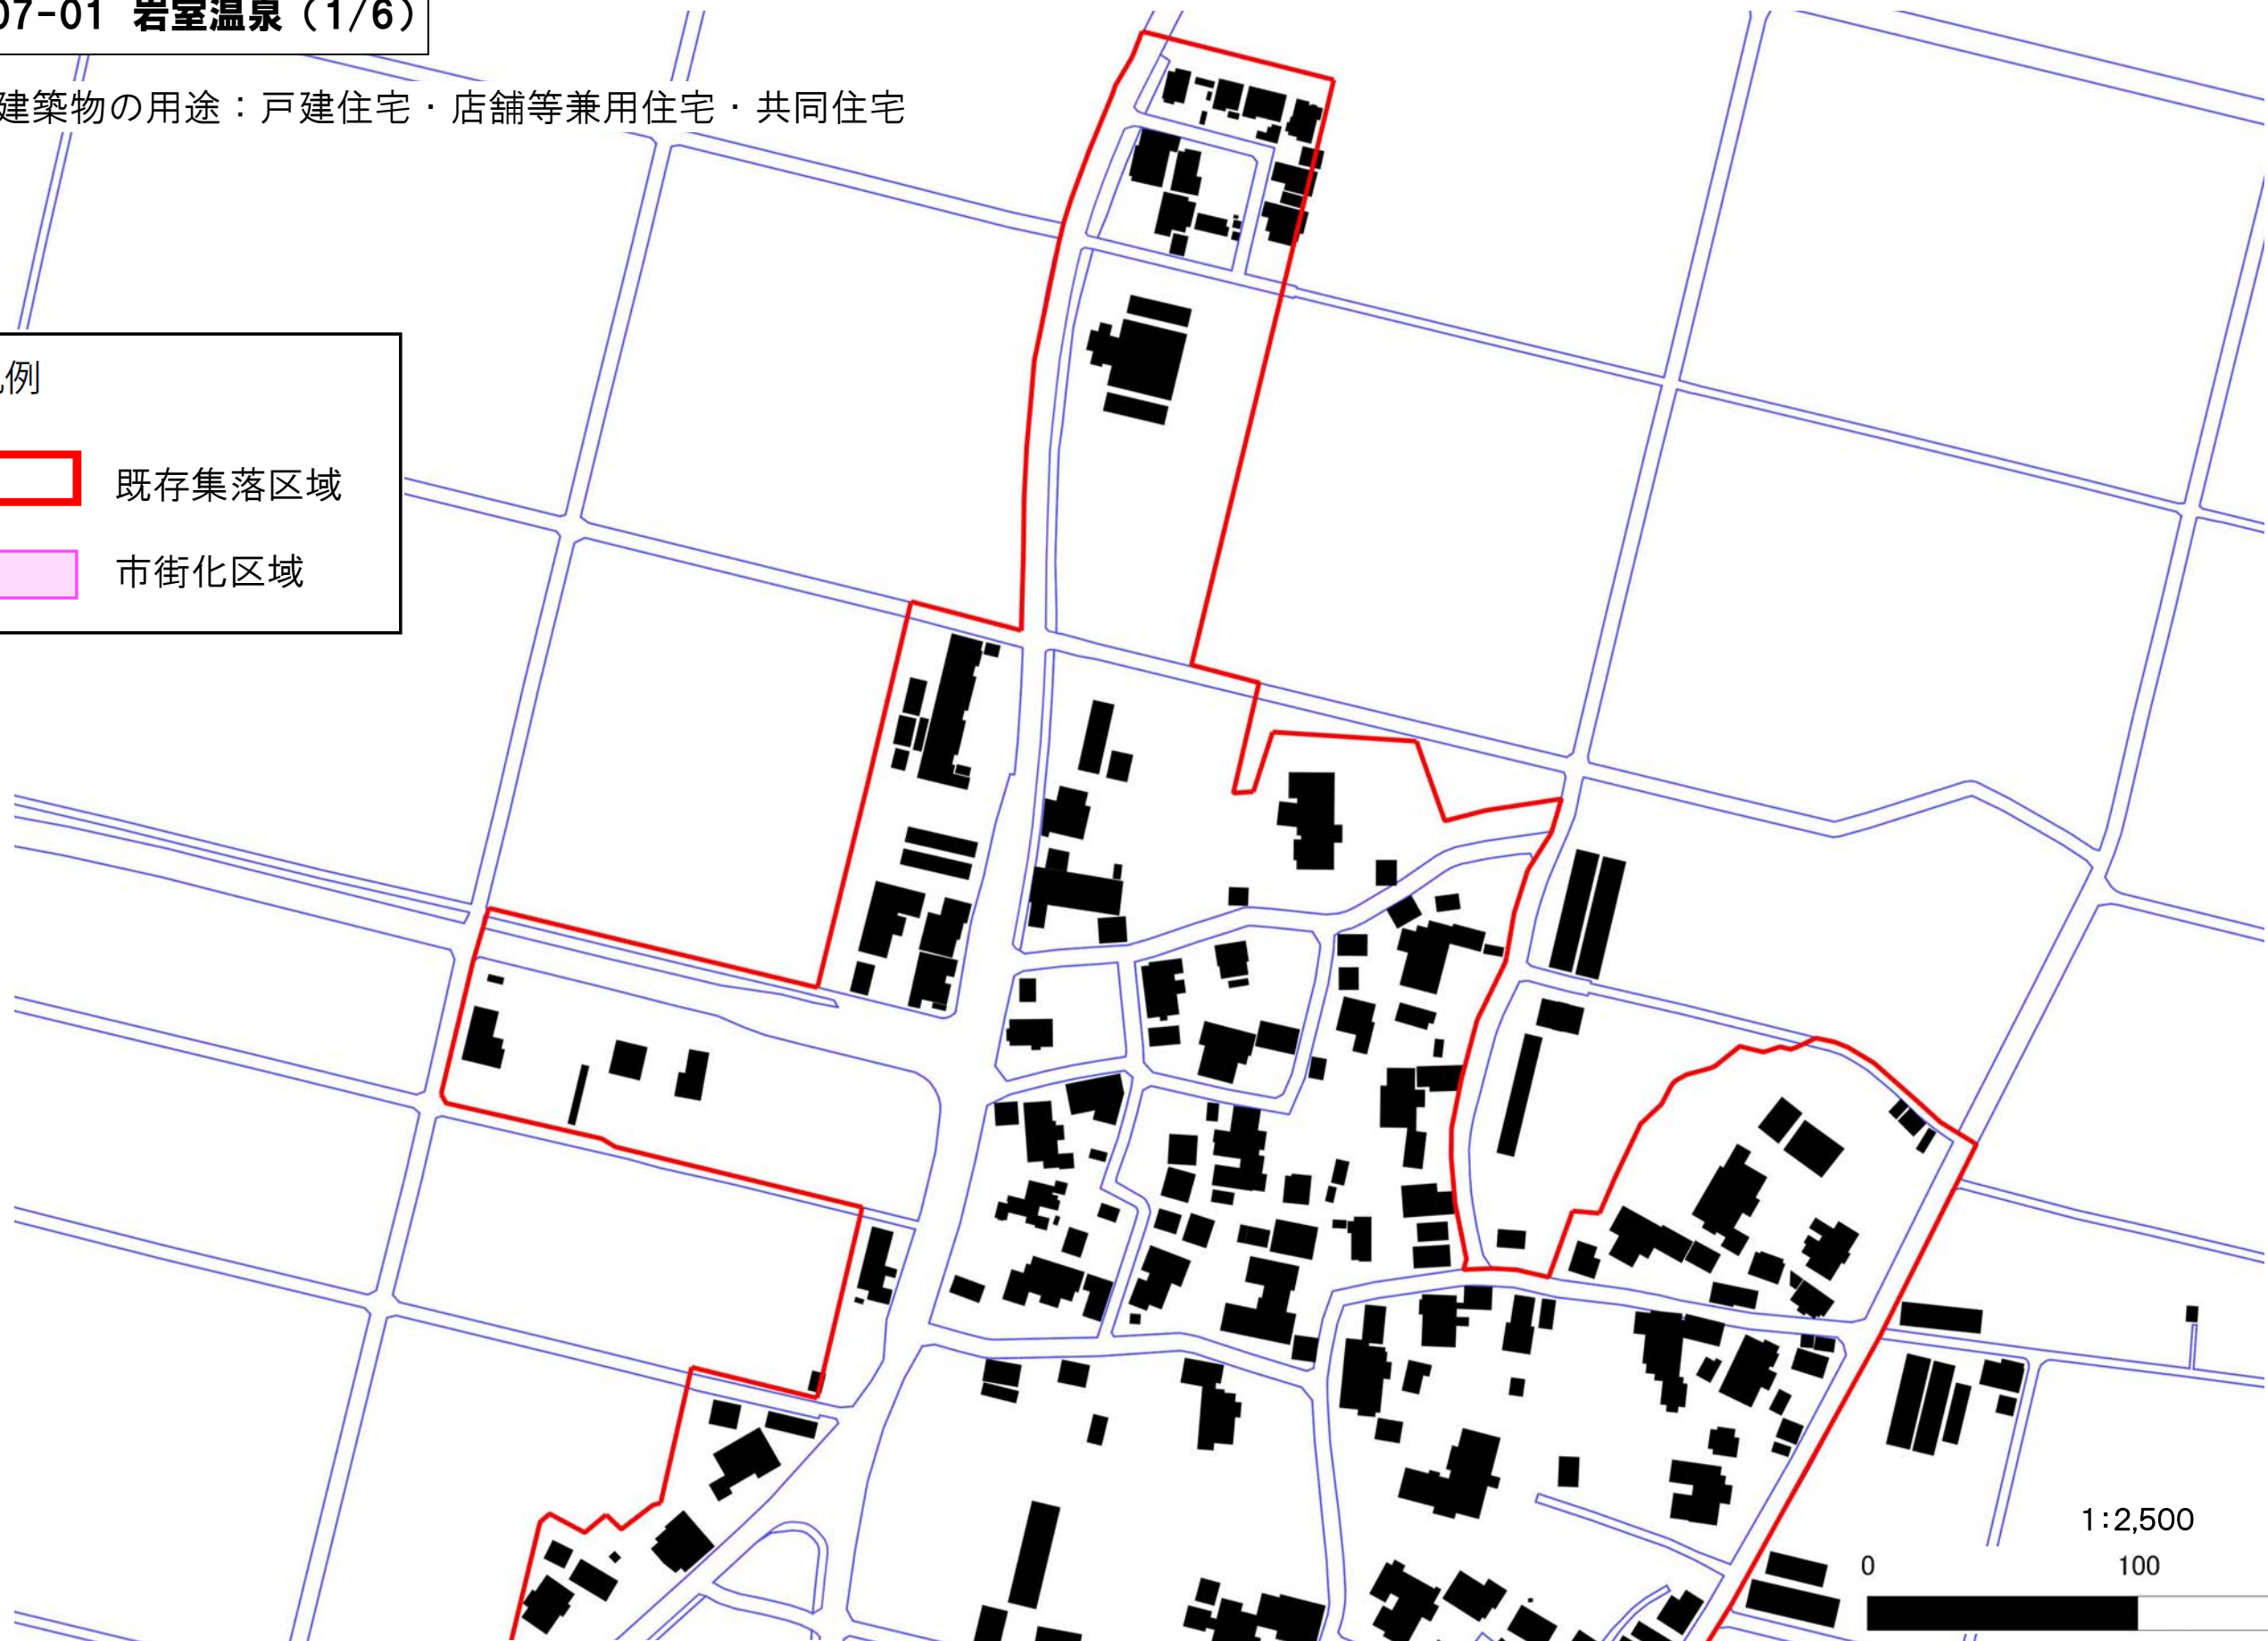 07-01 岩室温泉（1/6）
建築物の用途：戸建住宅・店舗等兼用住宅・共同住宅
例
既存集落区域
市街化区域
1:2,500
0 100